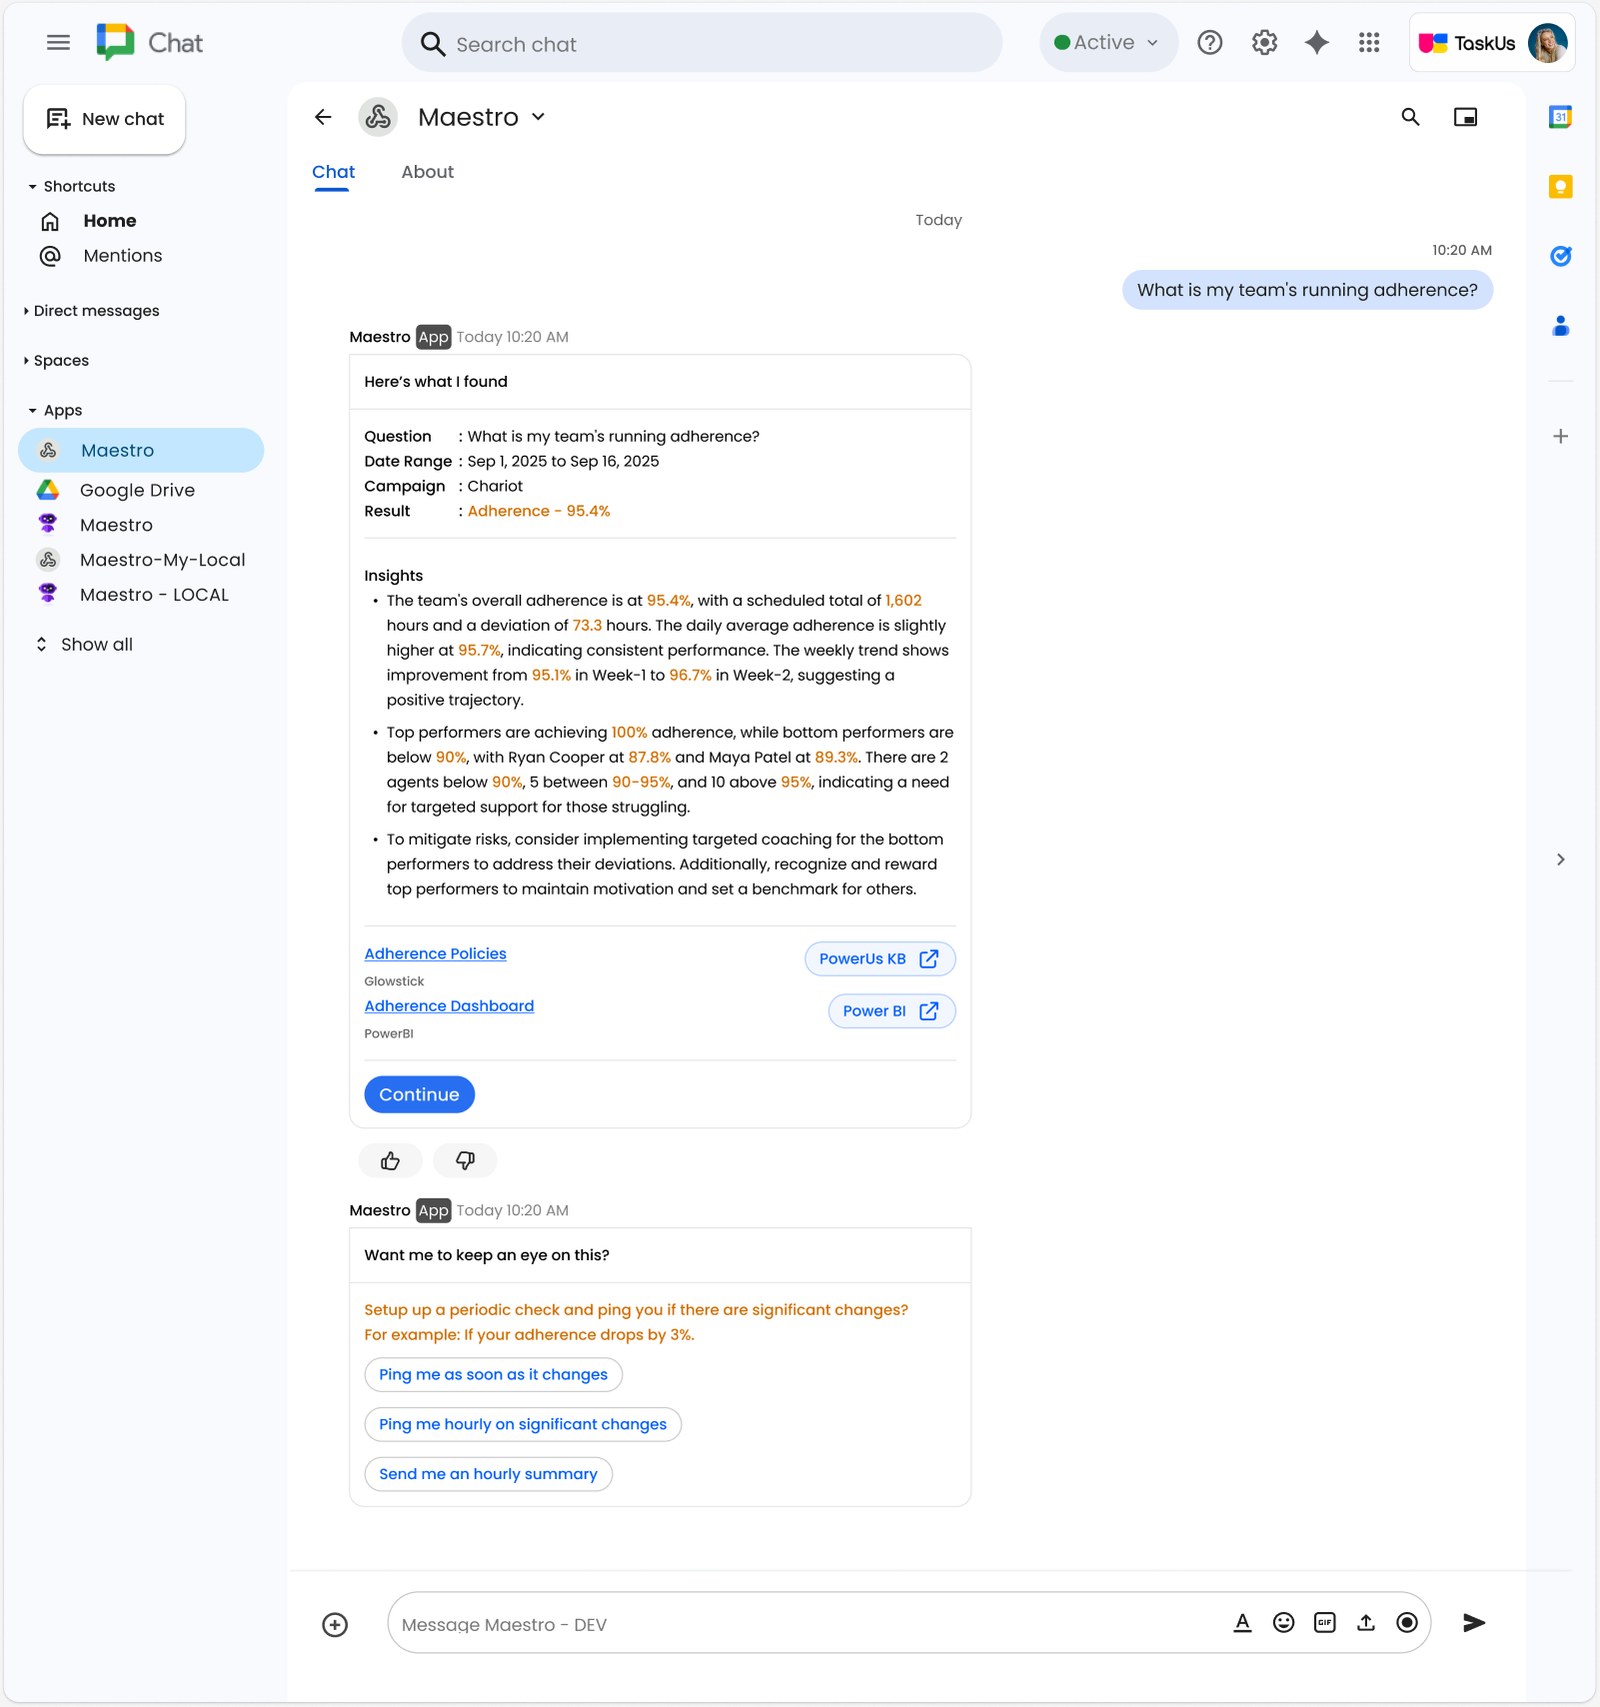 Chat
Search chat
Active
TaskUs
New chat
Shortcuts
Home
Mentions
Direct messages
Spaces
Apps
Maestro
Google Drive
Maestro
Maestro-My-Local
Maestro - LOCAL
Show all
Maestro
Chat
About
Today
10:20 AM
What is my team's running adherence?
Maestro App Today 10:20 AM
Here’s what I found
Question : What is my team's running adherence?
Date Range : Sep 1, 2025 to Sep 16, 2025
Campaign : Chariot
Result : Adherence - 95.4%
Insights
• The team's overall adherence is at 95.4%, with a scheduled total of 1,602
hours and a deviation of 73.3 hours. The daily average adherence is slightly
higher at 95.7%, indicating consistent performance. The weekly trend shows
improvement from 95.1% in Week-1 to 96.7% in Week-2, suggesting a
positive trajectory.
• Top performers are achieving 100% adherence, while bottom performers are
below 90%, with Ryan Cooper at 87.8% and Maya Patel at 89.3%. There are 2
agents below 90%, 5 between 90-95%, and 10 above 95%, indicating a need
for targeted support for those struggling.
• To mitigate risks, consider implementing targeted coaching for the bottom
performers to address their deviations. Additionally, recognize and reward
top performers to maintain motivation and set a benchmark for others.
Adherence Policies
Glowstick
PowerUs KB
Adherence Dashboard
PowerBI
Power BI
Continue
Maestro App Today 10:20 AM
Want me to keep an eye on this?
Setup up a periodic check and ping you if there are significant changes?
For example: If your adherence drops by 3%.
Ping me as soon as it changes
Ping me hourly on significant changes
Send me an hourly summary
Message Maestro - DEV
GIF
31